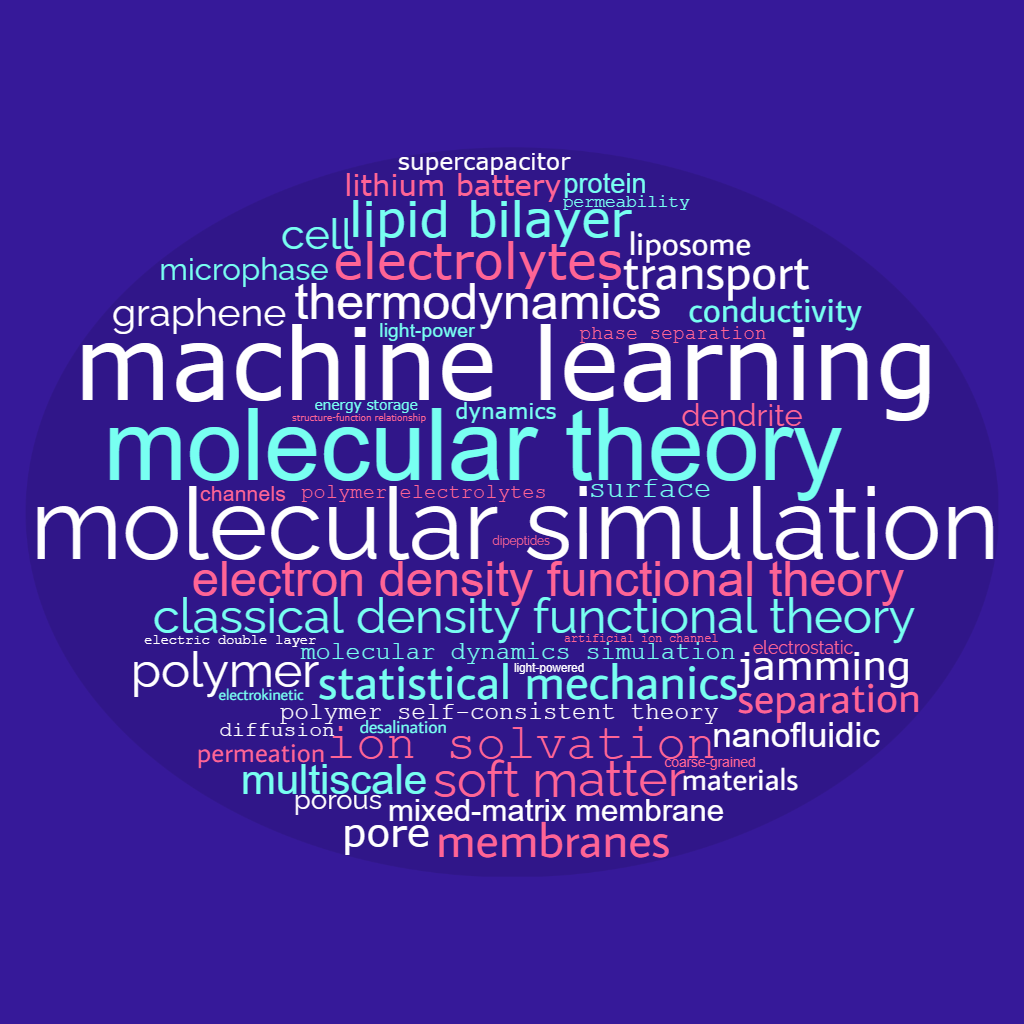 supercapacitor
lithium battery
protein
permeability
lipid bilayer
cell
liposome
electrolytes
microphase
transport
thermodynamics
graphene
conductivity
light-power
phase separation
machine learning
energy storage
dynamics
dendrite
structure-function relationship
molecular theory
channels
polymer electrolytes
surface
molecular simulation
dipeptides
electron density functional theory
classical density functional theory
electric double layer
artificial ion channel
molecular dynamics simulation
electrostatic
polymer
light-powered
jamming
statistical mechanics
electrokinetic
separation
polymer self-consistent theory
diffusion
desalination
nanofluidic
ion solvation
permeation
coarse-grained
multiscale
soft matter
materials
porous
mixed-matrix membrane
pore
membranes